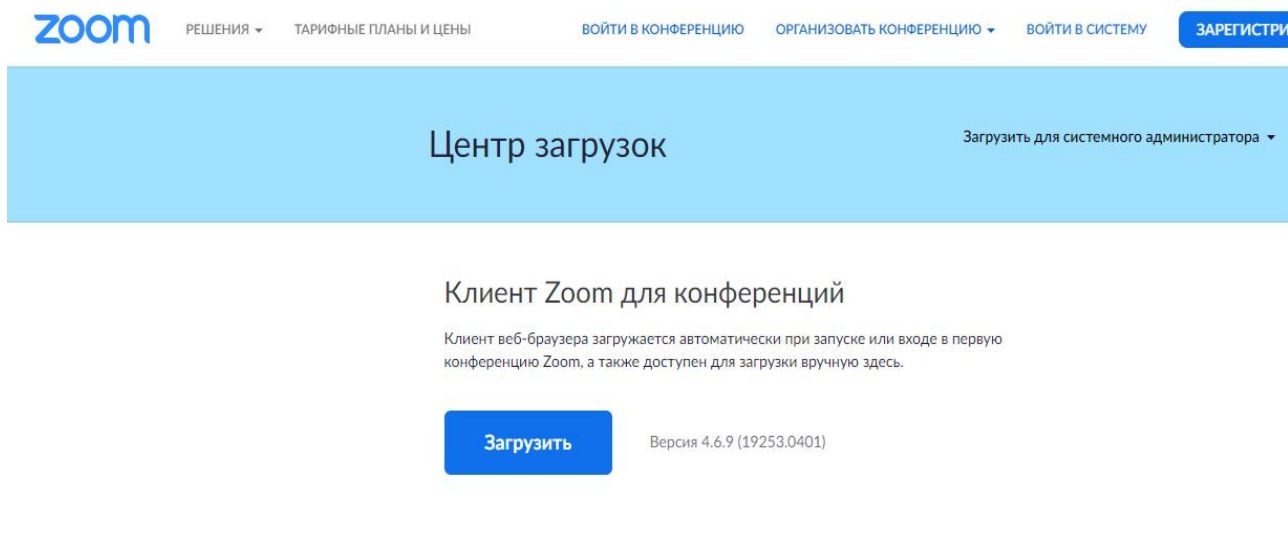 zoom РЕШЕНИЯ ТАРИФНЫЕ ПЛАНЫ И ЦЕНЫ ВОЙТИ В КОНФЕРЕНЦИЮ ОРГАНИЗОВАТЬ КОНФЕРЕНЦИЮ ВОЙТИ В СИСТЕМУ ЗАРЕГИСТРИ
Центр загрузок Загрузить для системного администратора
Клиент Zoom для конференций
Клиент веб-браузера загружается автоматически при запуске или входе в первую
конференцию Zoom, а также доступен для загрузки вручную здесь.
Загрузить Версия 4.6.9 (19253.0401)